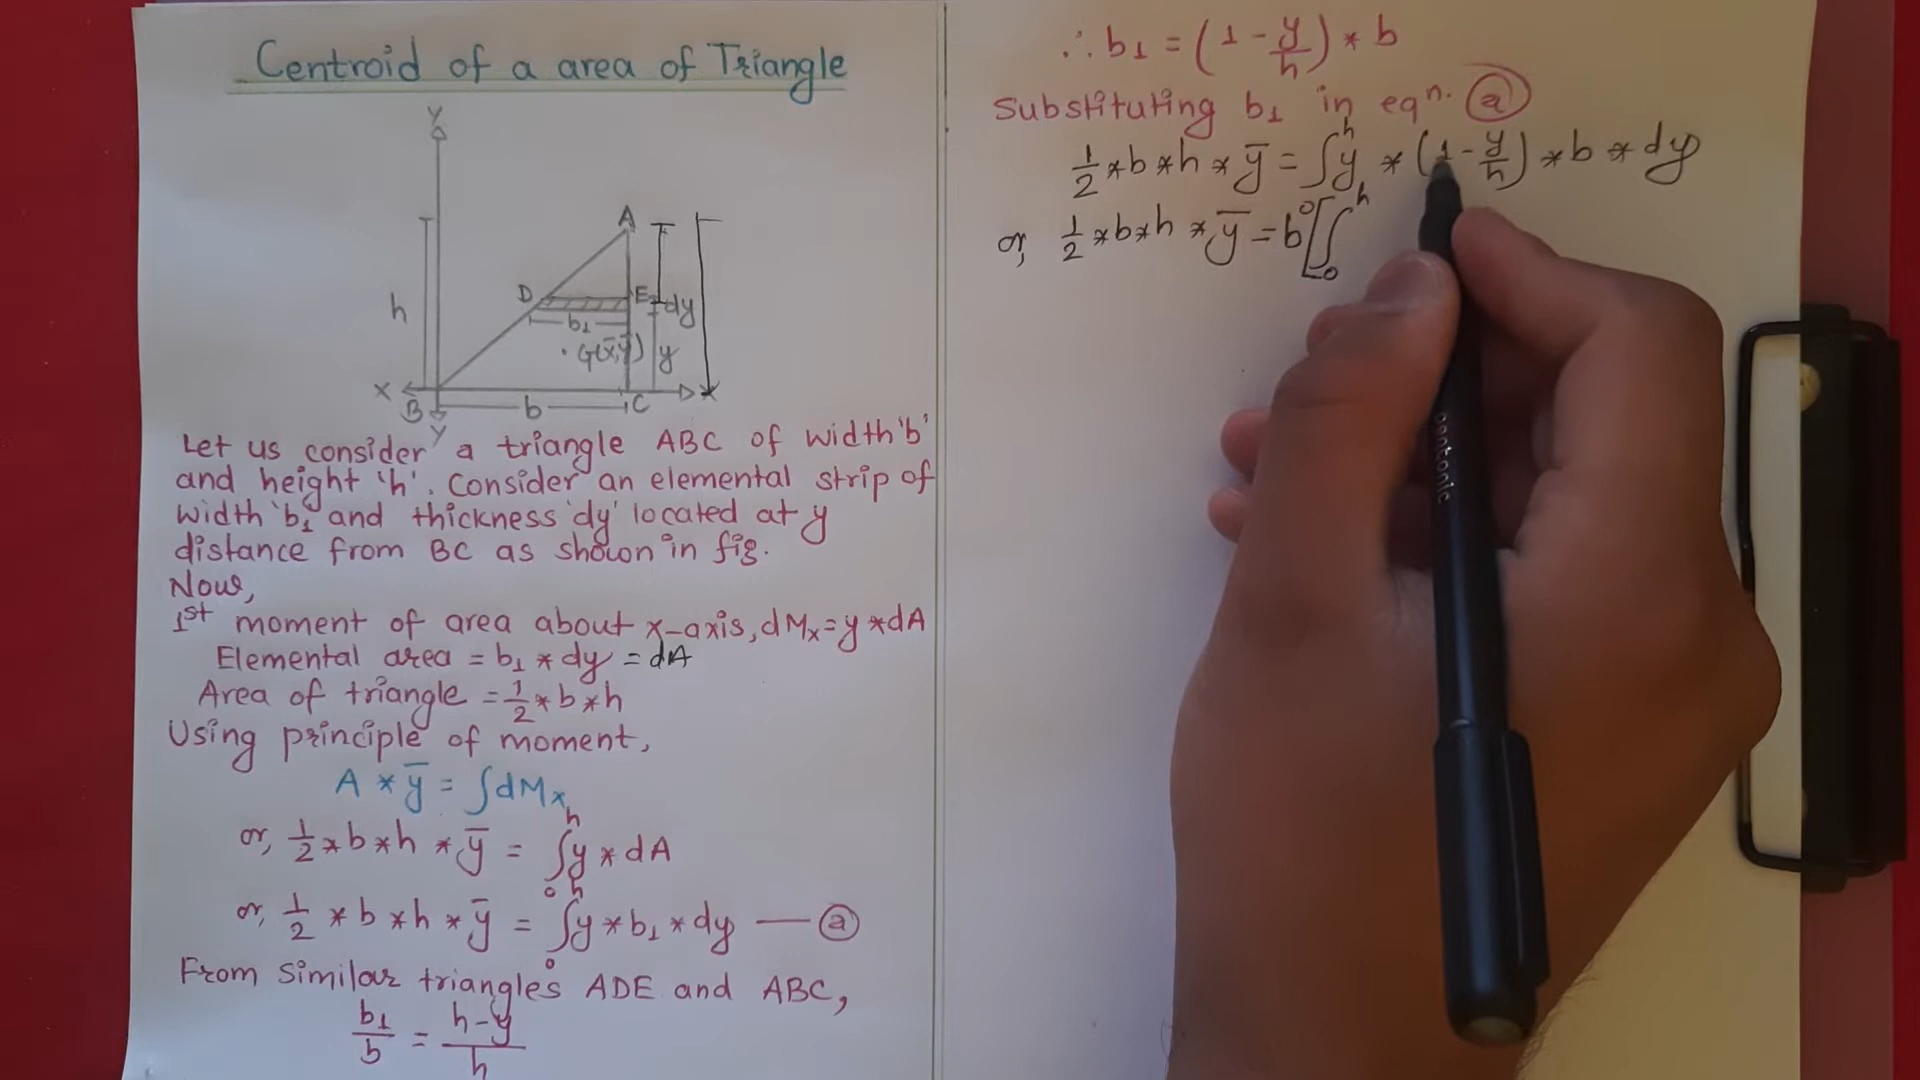 Centroid of a area of Triangle
Y
A
h
D
E
dy
b₁
G(x̅,y̅)
y
X
B
b
C
X
Y
Let us consider a triangle ABC of width 'b'
and height 'h'. Consider an elemental strip of
width 'b₁' and thickness 'dy' located at y
distance from BC as shown in fig.
Now,
1st moment of area about x-axis, dMx = y * dA
Elemental area = b₁ * dy = dA
Area of triangle = 1/2 * b * h
Using principle of moment,
A * y̅ = ∫dMx
or, 1/2 * b * h * y̅ = ∫₀ʰ y * dA
or, 1/2 * b * h * y̅ = ∫₀ʰ y * b₁ * dy — (a)
From similar triangles ADE and ABC,
b₁/b = h-y/h
∴ b₁ = (1 - y/h) * b
Substituting b₁ in eqn. (a)
1/2 * b * h * y̅ = ∫₀ʰ y * (1 - y/h) * b * dy
or, 1/2 * b * h * y̅ = b[∫₀ʰ
pentonic